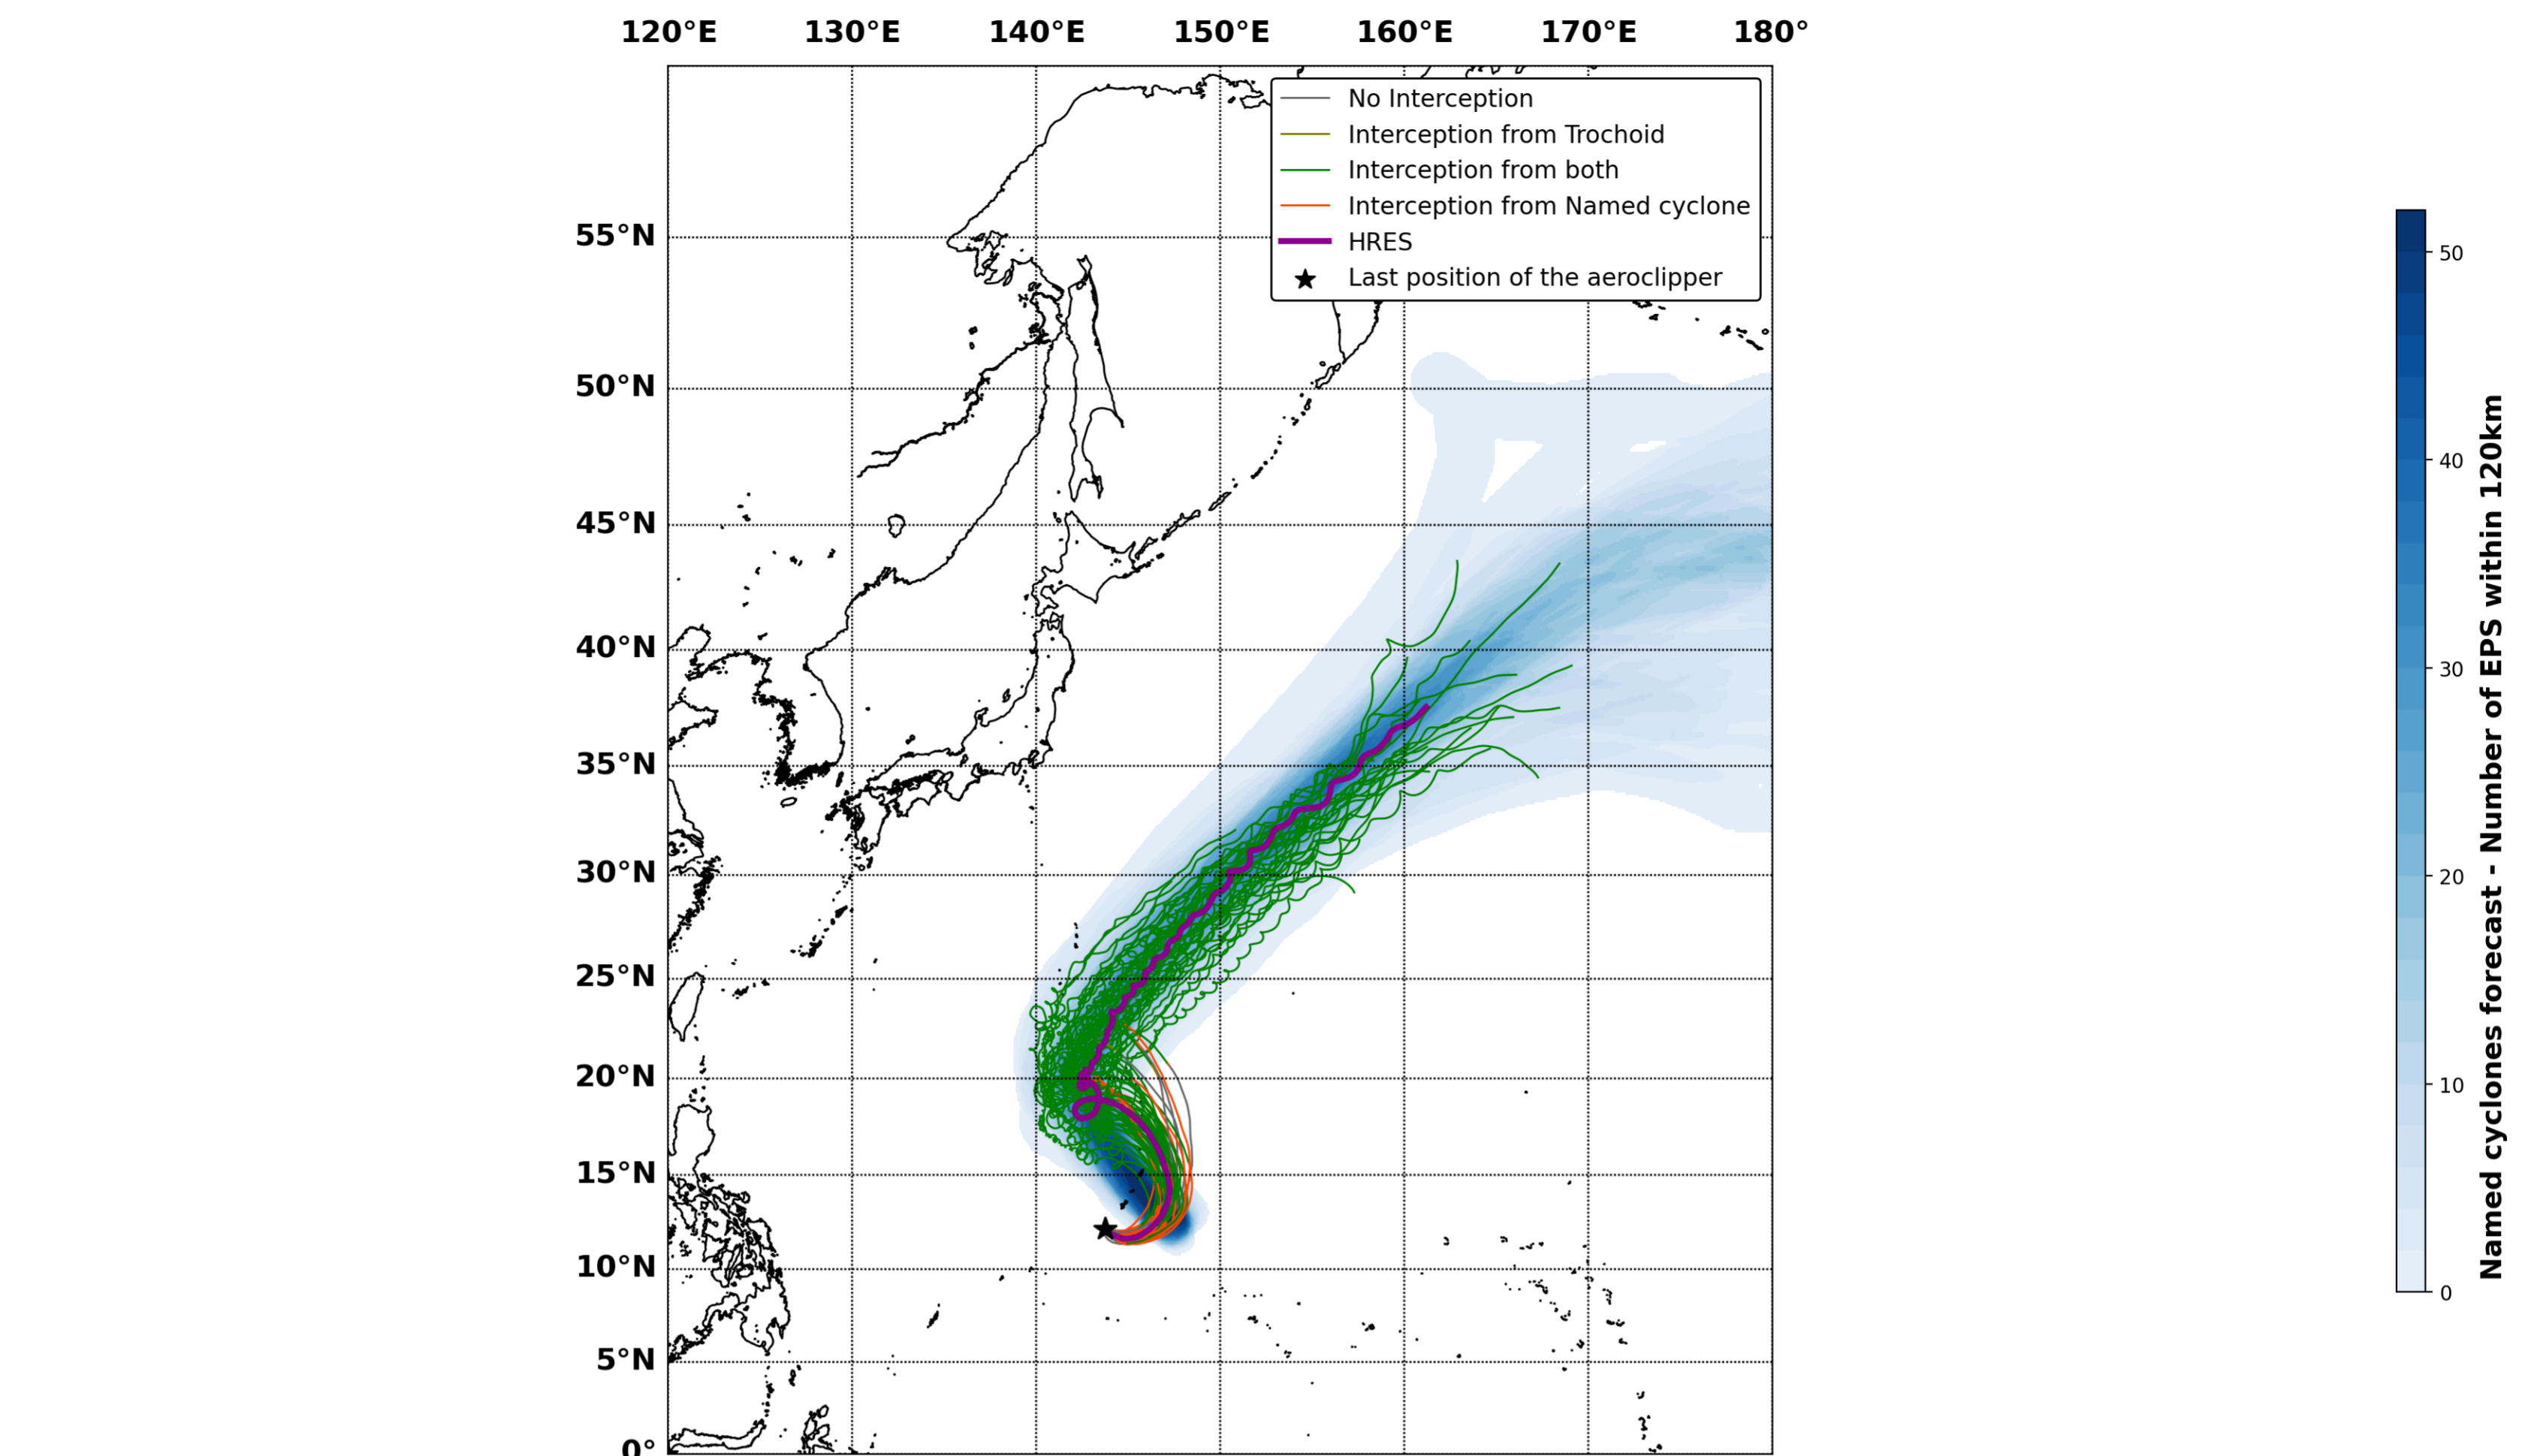 120°E 130°E 140°E 150°E 160°E 170°E 180°
No Interception
Interception from Trochoid
Interception from both
Interception from Named cyclone
HRES
Last position of the aeroclipper
55°N
50°N
45°N
40°N
35°N
30°N
25°N
20°N
15°N
10°N
5°N
0°
50
40
30
20
10
0
Named cyclones forecast - Number of EPS within 120km